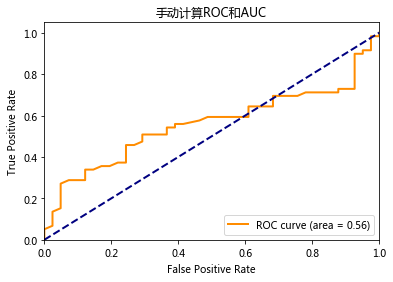 手动计算ROC和AUC
True Positive Rate
1.0
0.8
0.6
0.4
0.2
0.0
ROC curve (area = 0.56)
0.0 0.2 0.4 0.6 0.8 1.0
False Positive Rate